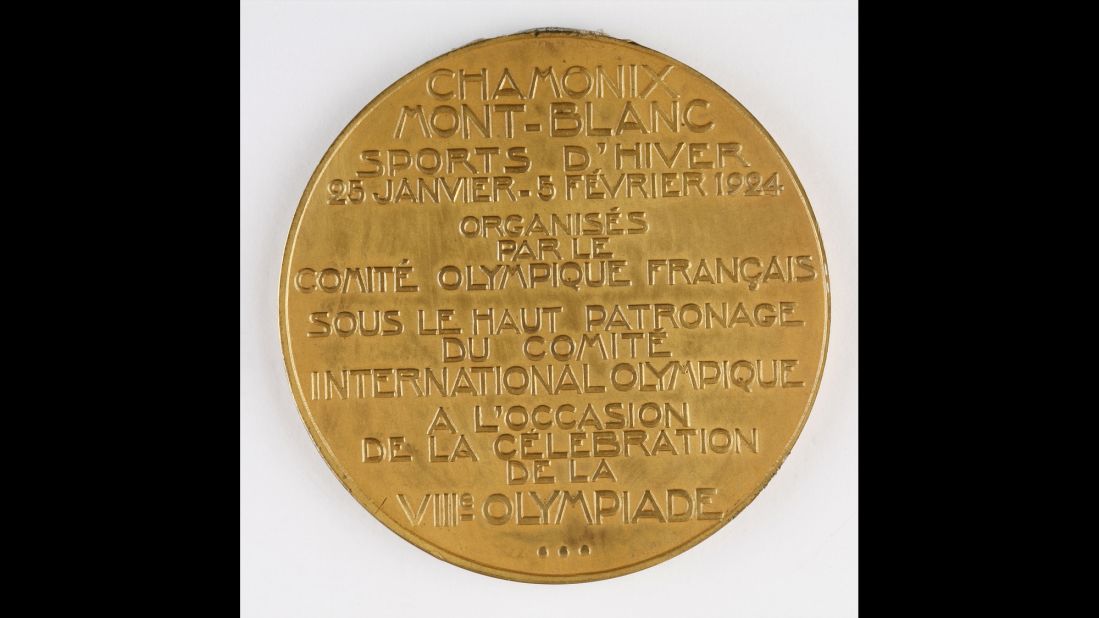 CHAMONIX
MONT-BLANC
SPORTS D'HIVER
25 JANVIER-5 FÉVRIER 1924
ORGANISÉS
PAR LE
COMITÉ OLYMPIQUE FRANÇAIS
SOUS LE HAUT PATRONAGE
DU COMITÉ
INTERNATIONAL OLYMPIQUE
A L'OCCASION
DE LA CÉLEBRATION
DE LA
VIIIe OLYMPIADE